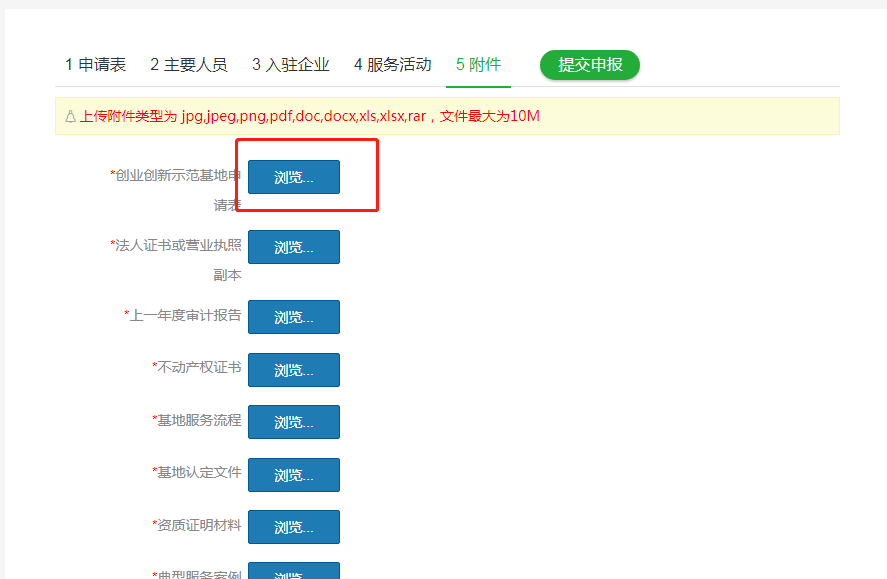 1 申请表 2 主要人员 3 入驻企业 4 服务活动 5 附件 提交申报
上传附件类型为 jpg,jpeg,png,pdf,doc,docx,xls,xlsx,rar，文件最大为10M
*创业创新示范基地申 浏览...
请表
*法人证书或营业执照 浏览...
副本
*上一年度审计报告 浏览...
*不动产权证书 浏览...
*基地服务流程 浏览...
*基地认定文件 浏览...
*资质证明材料 浏览...
*典型服务案例 浏览...